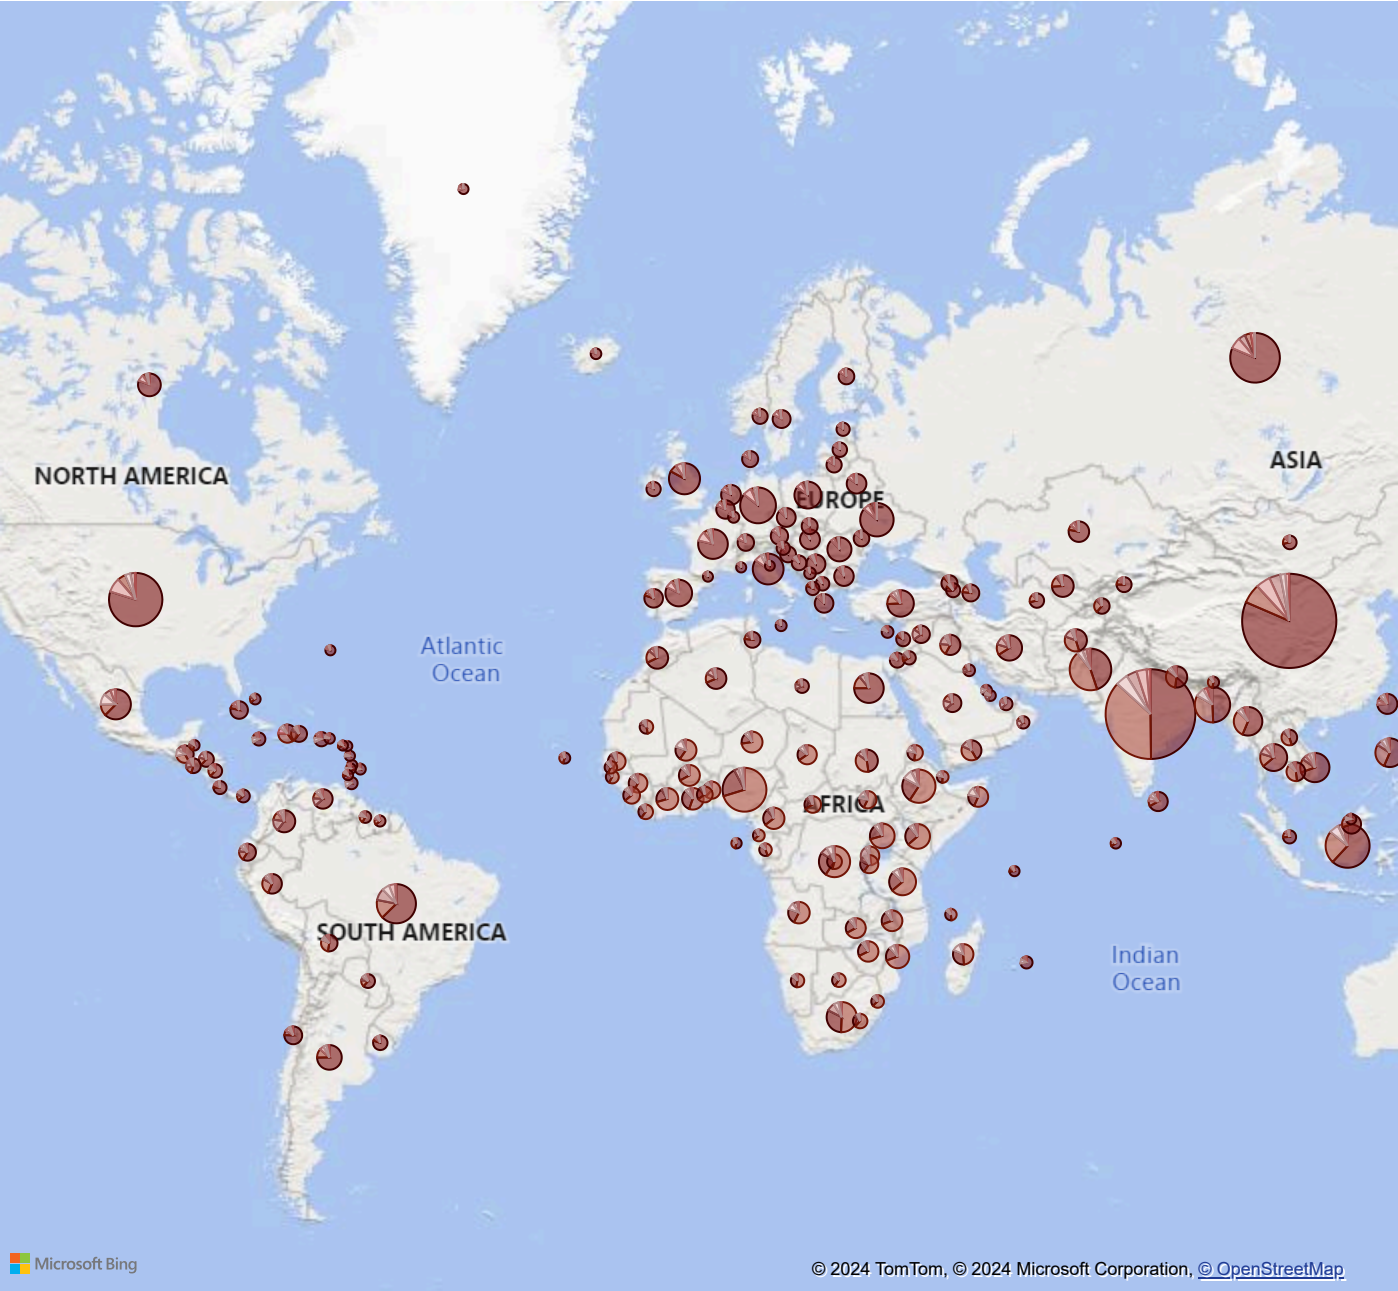 NORTH AMERICA
EUROPE
ASIA
Atlantic
Ocean
AFRICA
SOUTH AMERICA
Indian
Ocean
Microsoft Bing
© 2024 TomTom, © 2024 Microsoft Corporation, © OpenStreetMap